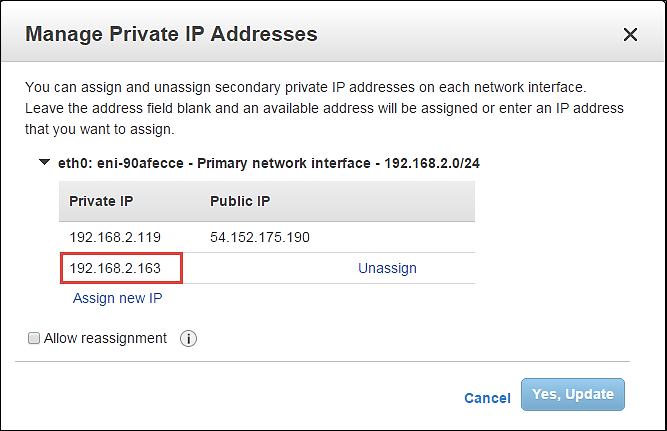 Manage Private IP Addresses
You can assign and unassign secondary private IP addresses on each network interface.
Leave the address field blank and an available address will be assigned or enter an IP address
that you want to assign.
eth0: eni-90afecce - Primary network interface - 192.168.2.0/24
Private IP Public IP
192.168.2.119 54.152.175.190
192.168.2.163 Unassign
Assign new IP
Allow reassignment i
Cancel Yes, Update